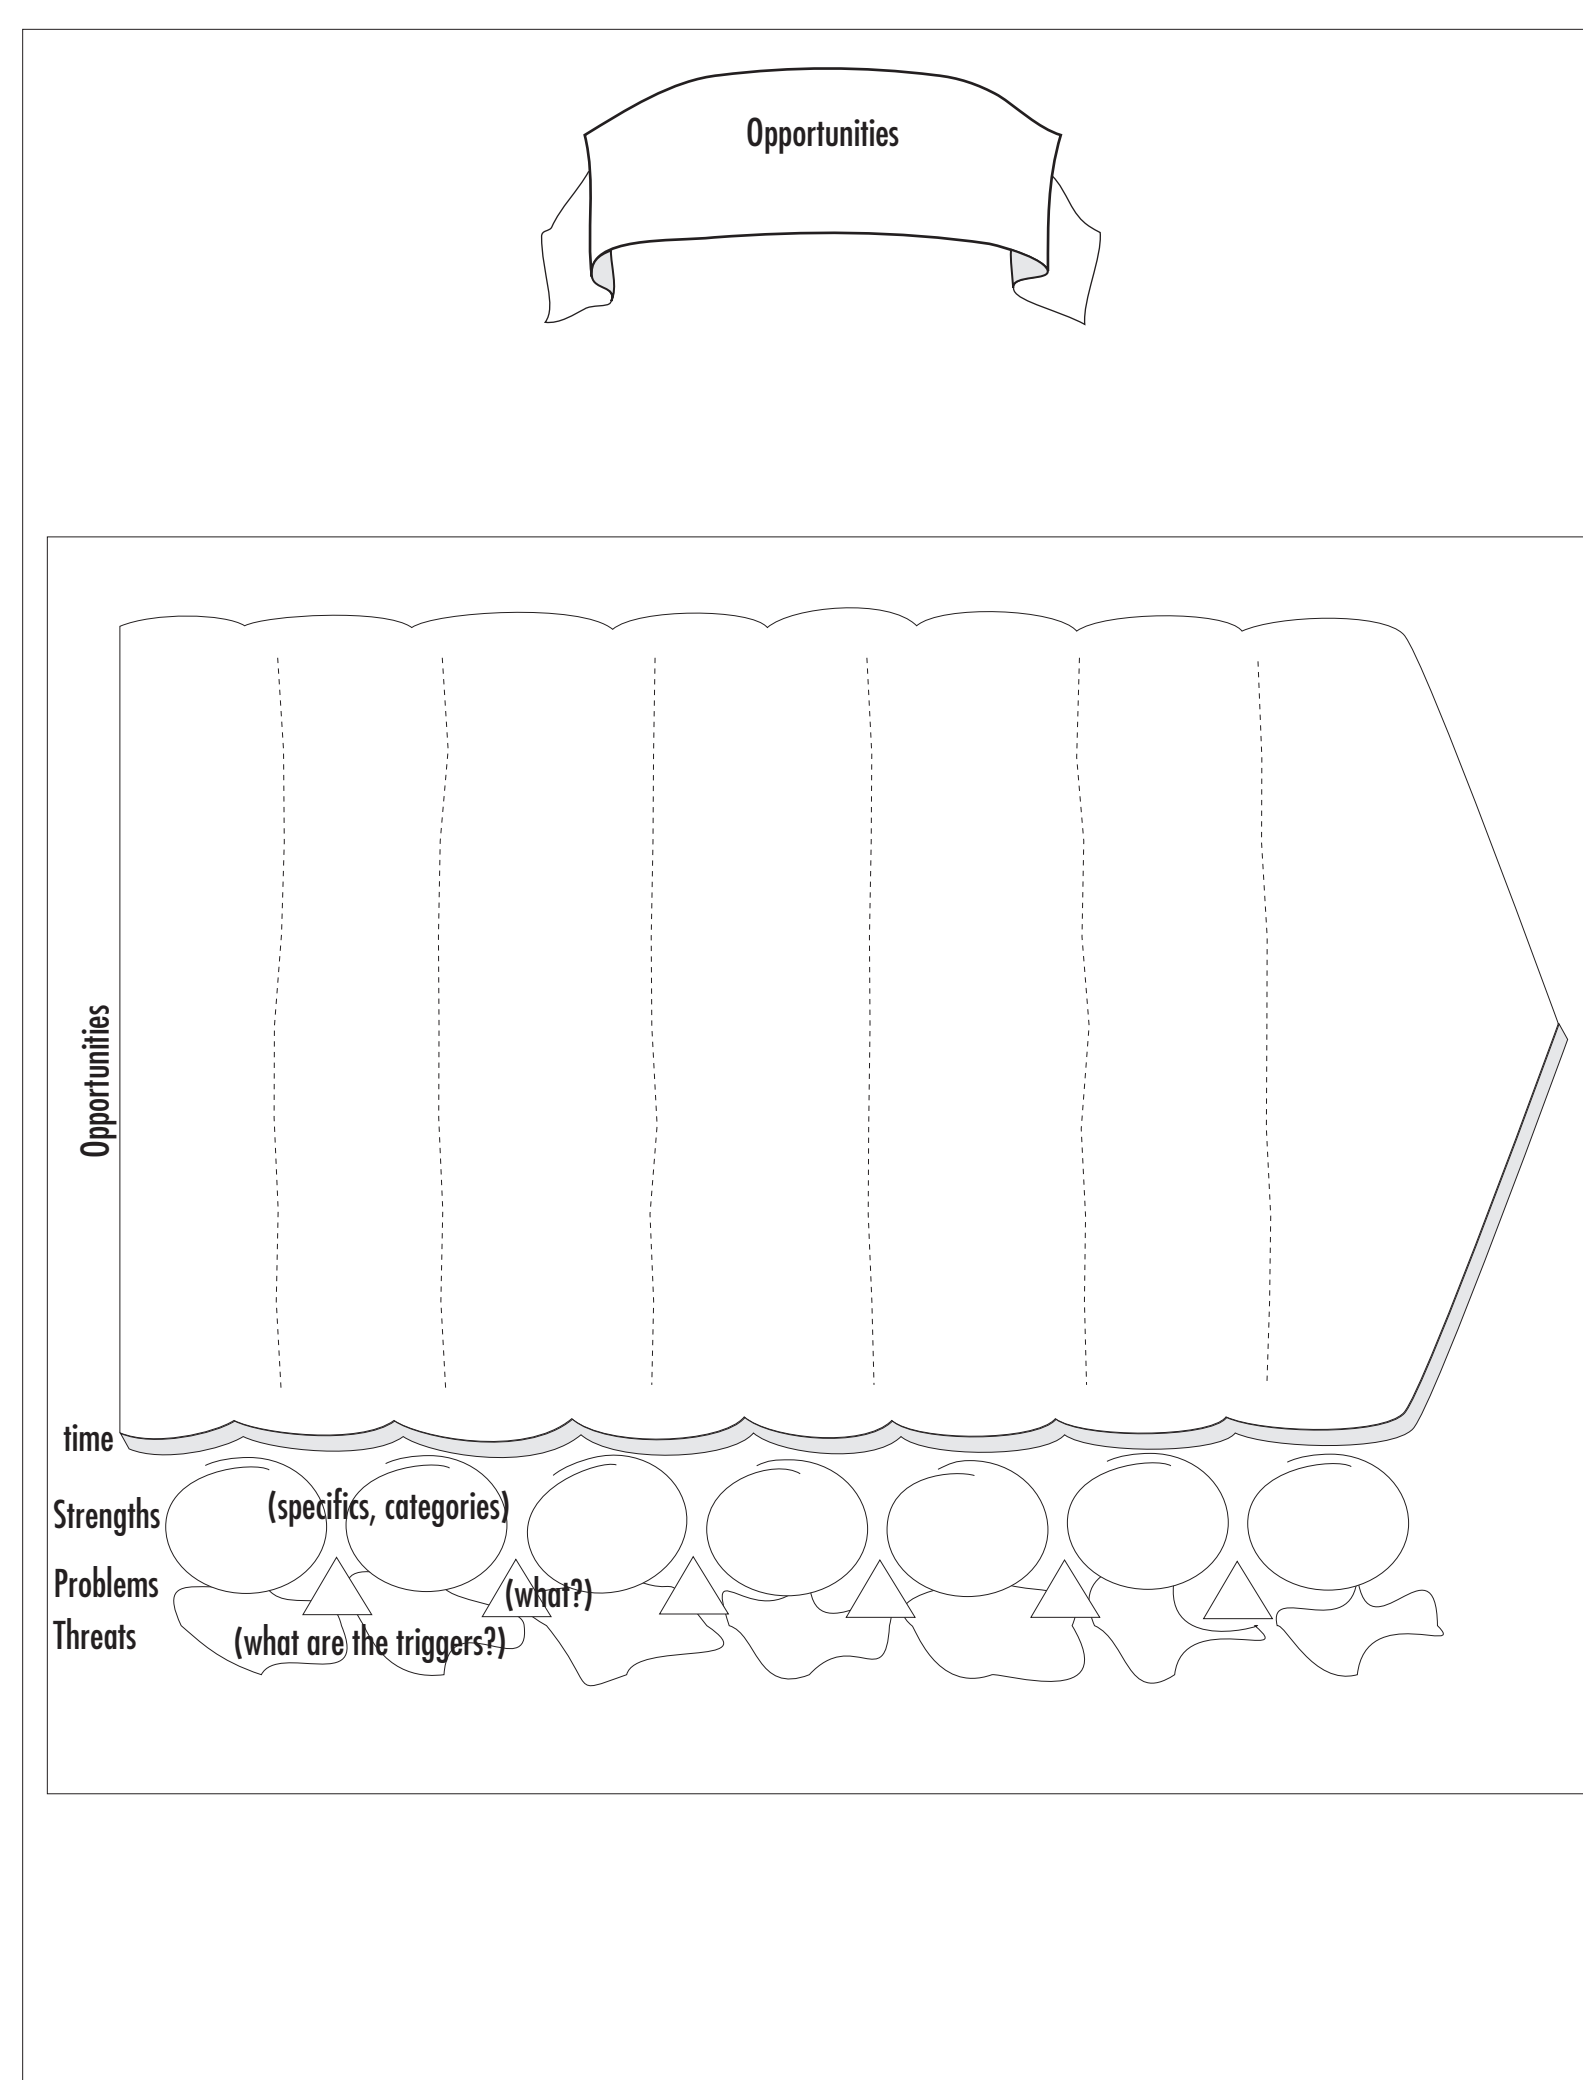 Opportunities
Opportunities
time
Strengths
(specifics, categories)
Problems
(what?)
Threats
(what are the triggers?)